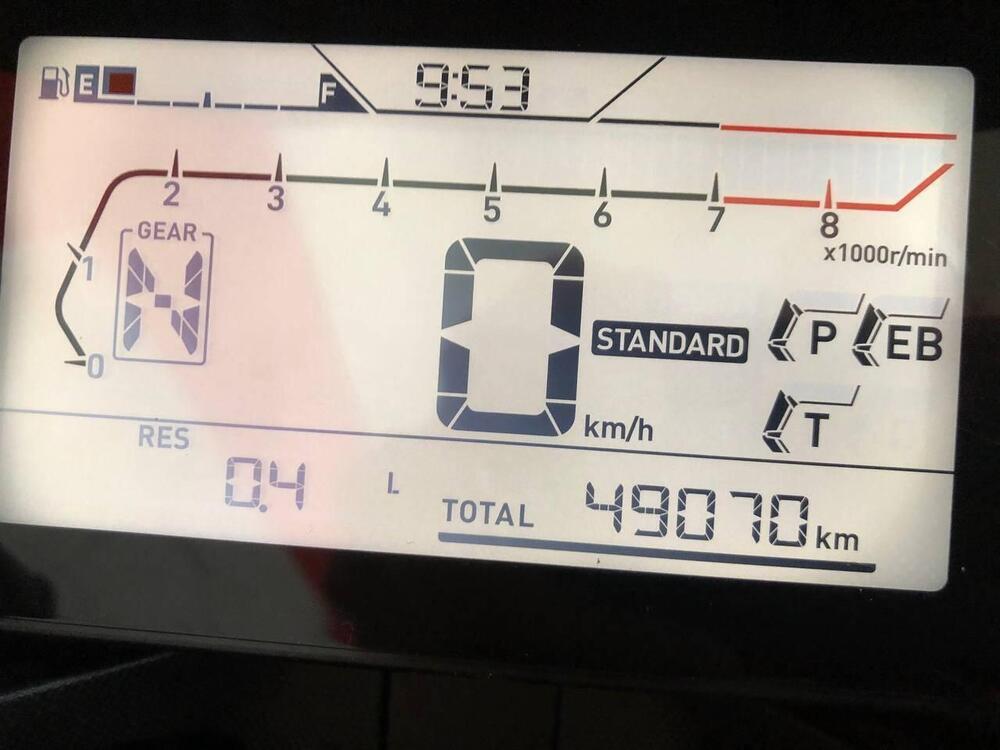 E F 9:53
2 3 4 5 6 7 8
x1000r/min
GEAR
N
1
0
0 km/h
STANDARD
P EB
T
RES
0.4 L
TOTAL 49070 km